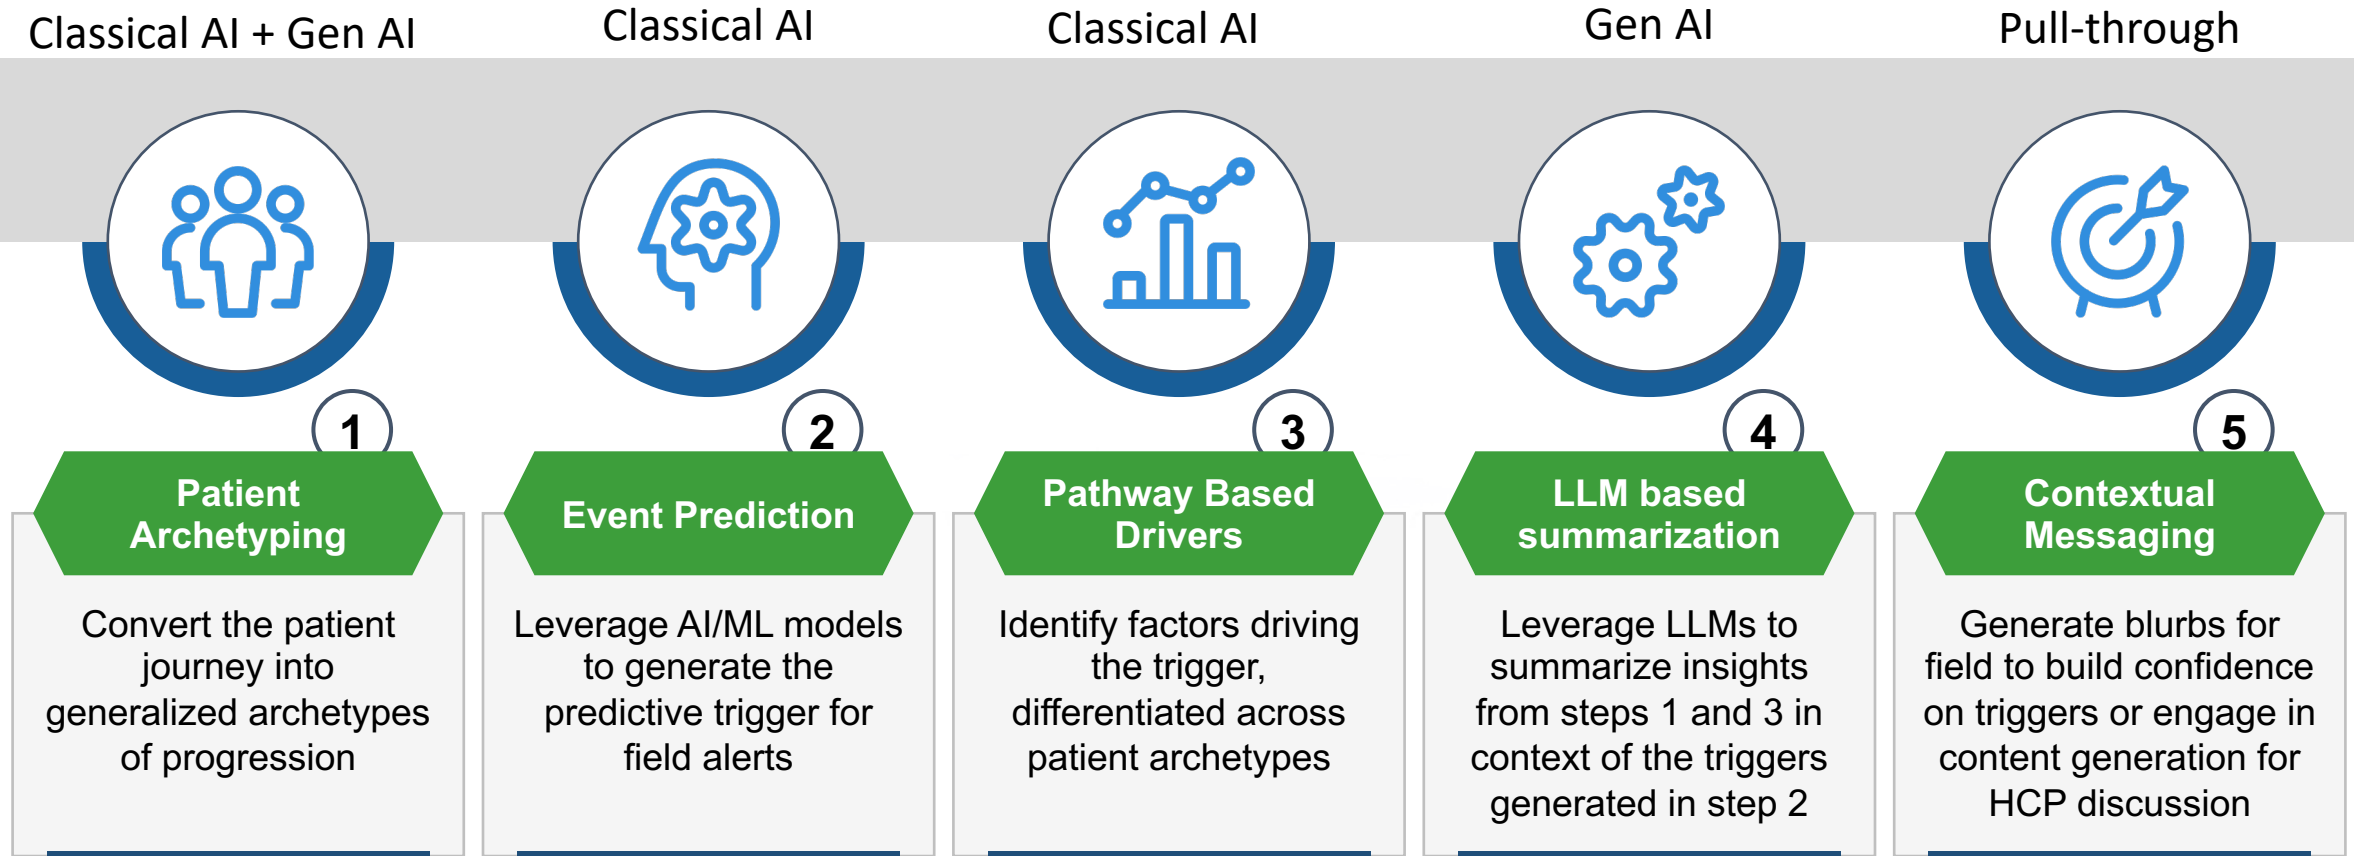 Classical AI + Gen AI
Classical AI
Classical AI
Gen AI
Pull-through
1
Patient
Archetyping
Convert the patient
journey into
generalized archetypes
of progression
2
Event Prediction
Leverage AI/ML models
to generate the
predictive trigger for
field alerts
3
Pathway Based
Drivers
Identify factors driving
the trigger,
differentiated across
patient archetypes
4
LLM based
summarization
Leverage LLMs to
summarize insights
from steps 1 and 3 in
context of the triggers
generated in step 2
5
Contextual
Messaging
Generate blurbs for
field to build confidence
on triggers or engage in
content generation for
HCP discussion